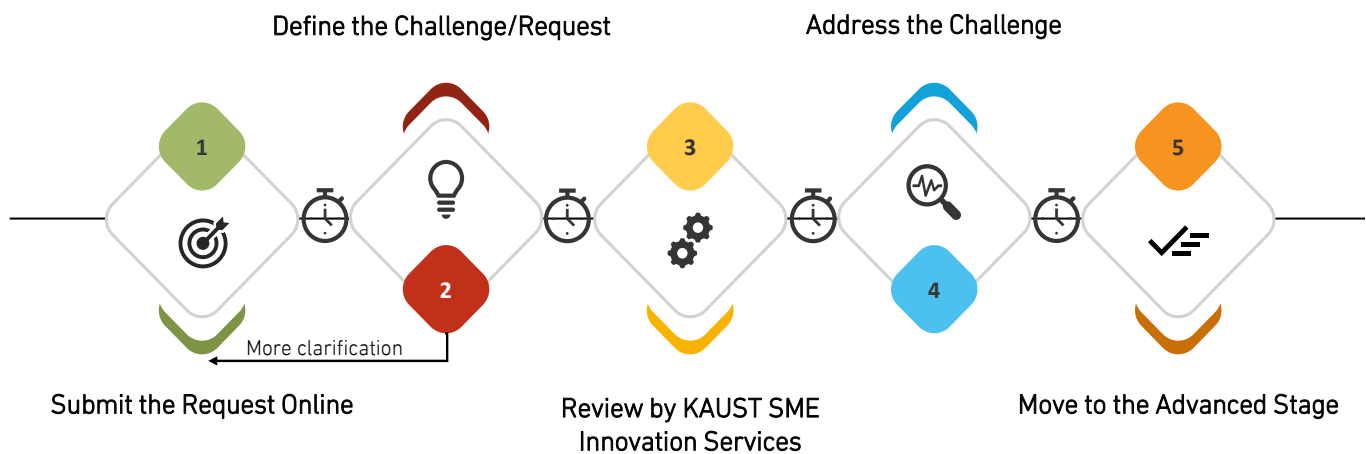 Define the Challenge/Request
Address the Challenge
1
2
3
4
5
More clarification
Submit the Request Online
Review by KAUST SME
Innovation Services
Move to the Advanced Stage